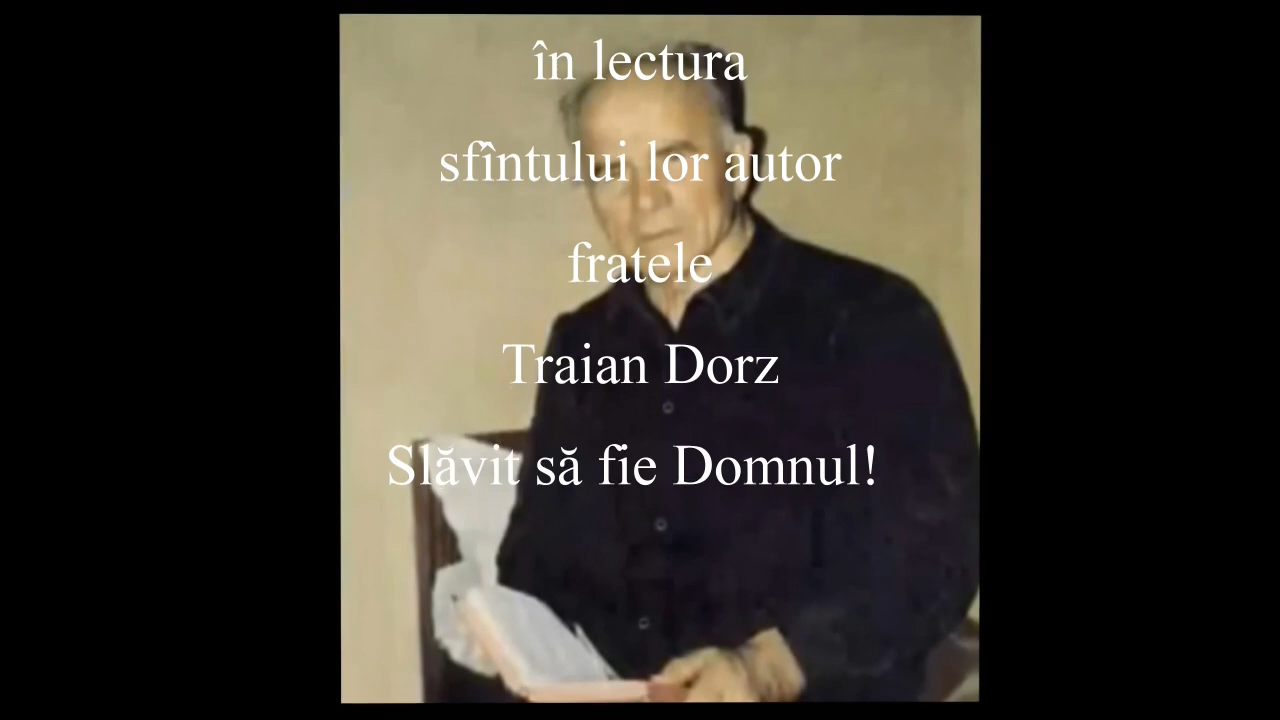 în lectura
sfîntului lor autor
fratele
Traian Dorz
Slăvit să fie Domnul!